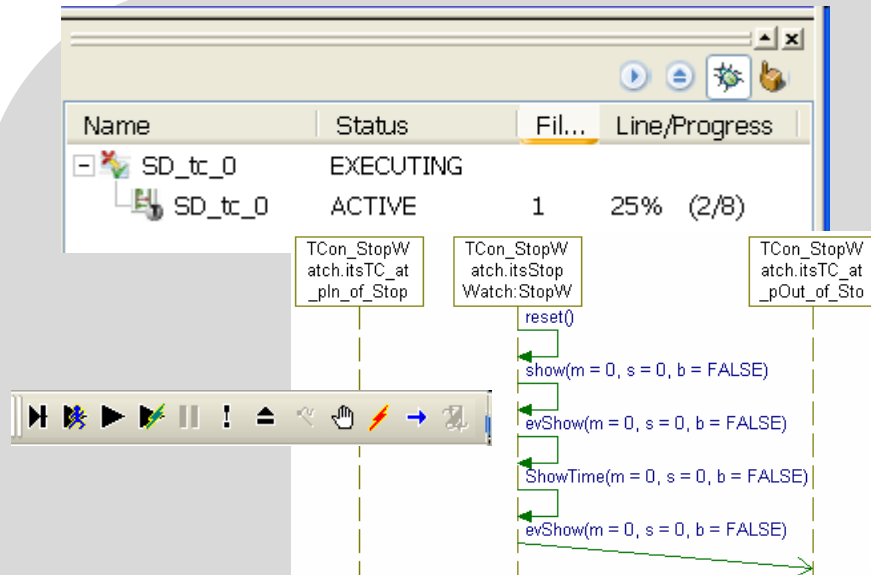 Name Status Fil... Line/Progress
SD_tc_0 EXECUTING
SD_tc_0 ACTIVE 1 25% (2/8)
TCon_StopW
atch.itsTC_at
_pIn_of_Stop
TCon_StopW
atch.itsStop
Watch:StopW
TCon_StopW
atch.itsTC_at
_pOut_of_Sto
reset()
show(m = 0, s = 0, b = FALSE)
evShow(m = 0, s = 0, b = FALSE)
ShowTime(m = 0, s = 0, b = FALSE)
evShow(m = 0, s = 0, b = FALSE)